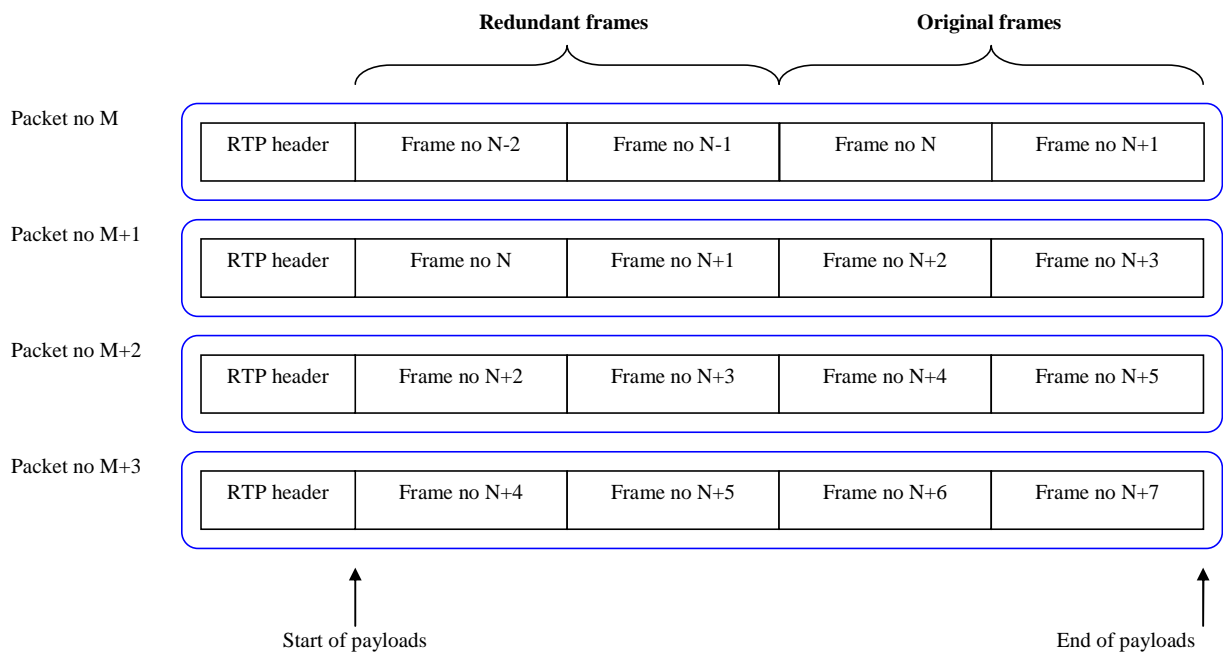 Redundant frames Original frames
Packet no M
RTP header Frame no N-2 Frame no N-1 Frame no N Frame no N+1
Packet no M+1
RTP header Frame no N Frame no N+1 Frame no N+2 Frame no N+3
Packet no M+2
RTP header Frame no N+2 Frame no N+3 Frame no N+4 Frame no N+5
Packet no M+3
RTP header Frame no N+4 Frame no N+5 Frame no N+6 Frame no N+7
Start of payloads End of payloads